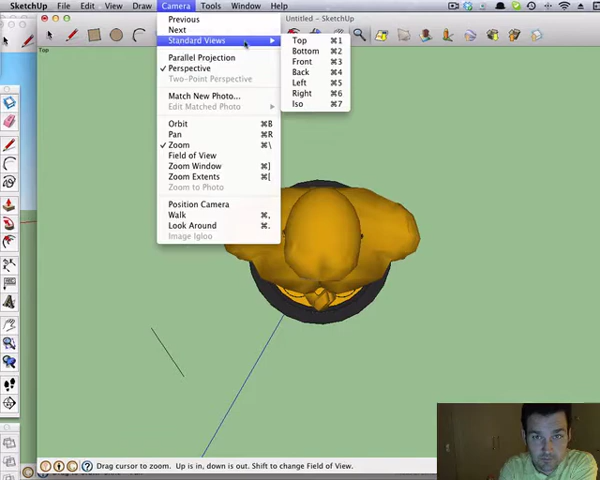 SketchUp File Edit View Draw Camera Tools Window Help
Untitled - SketchUp
Top
Previous
Next
Standard Views
Parallel Projection
✓ Perspective
Two-Point Perspective
Match New Photo...
Edit Matched Photo
Orbit ⌘B
Pan ⌘R
✓ Zoom ⌘\
Field of View
Zoom Window ⌘]
Zoom Extents ⌘[
Zoom to Photo
Position Camera
Walk ⌘,
Look Around ⌘.
Image Igloo
Top ⌘1
Bottom ⌘2
Front ⌘3
Back ⌘4
Left ⌘5
Right ⌘6
Iso ⌘7
Drag cursor to zoom. Up is in, down is out. Shift to change Field of View.